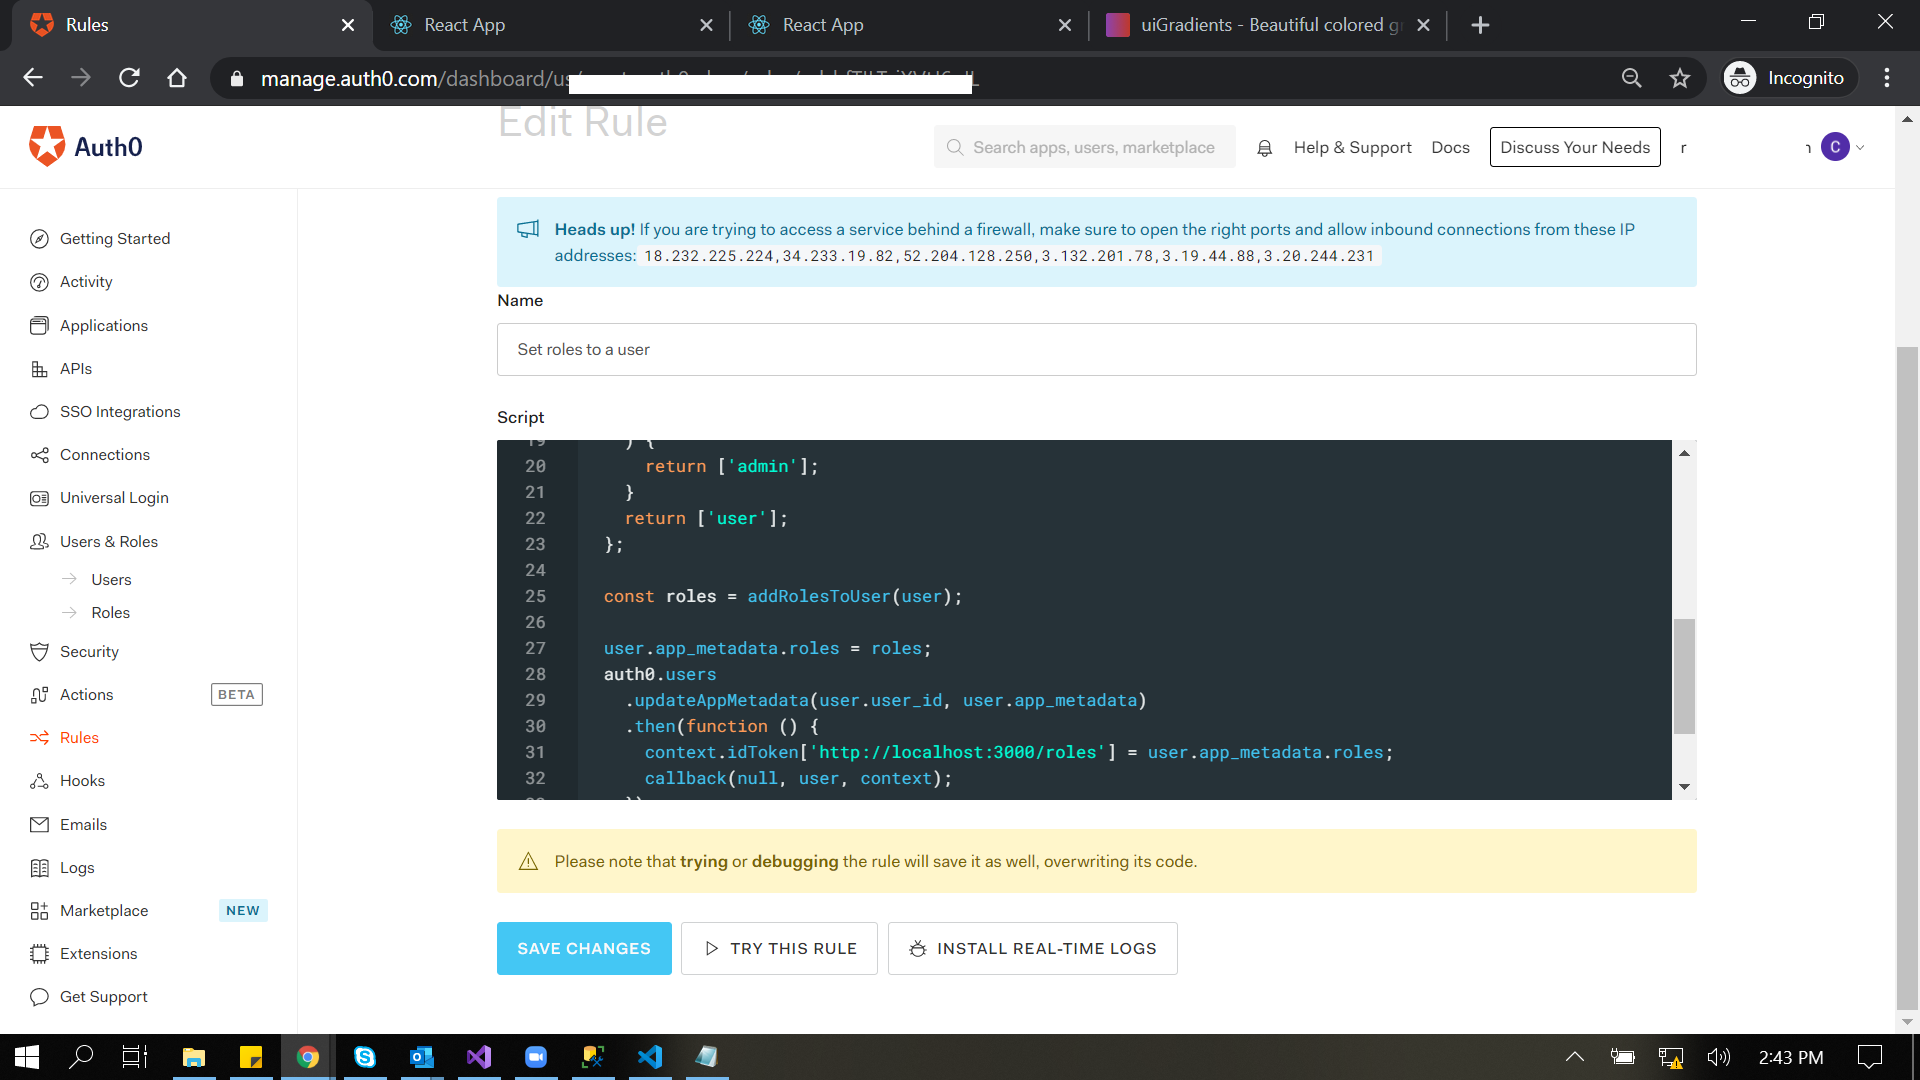 Rules
React App
React App
uiGradients - Beautiful colored g
manage.auth0.com/dashboard/us
Incognito
Edit Rule
Auth0
Search apps, users, marketplace
Help & Support
Docs
Discuss Your Needs
r
C
Getting Started
Activity
Applications
APIs
SSO Integrations
Connections
Universal Login
Users & Roles
Users
Roles
Security
Actions BETA
Rules
Hooks
Emails
Logs
Marketplace NEW
Extensions
Get Support
Heads up! If you are trying to access a service behind a firewall, make sure to open the right ports and allow inbound connections from these IP
addresses: 18.232.225.224,34.233.19.82,52.204.128.250,3.132.201.78,3.19.44.88,3.20.244.231
Name
Set roles to a user
Script
19 ) {
20 return ['admin'];
21 }
22 return ['user'];
23 };
24
25 const roles = addRolesToUser(user);
26
27 user.app_metadata.roles = roles;
28 auth0.users
29 .updateAppMetadata(user.user_id, user.app_metadata)
30 .then(function () {
31 context.idToken['http://localhost:3000/roles'] = user.app_metadata.roles;
32 callback(null, user, context);
Please note that trying or debugging the rule will save it as well, overwriting its code.
SAVE CHANGES
TRY THIS RULE
INSTALL REAL-TIME LOGS
2:43 PM